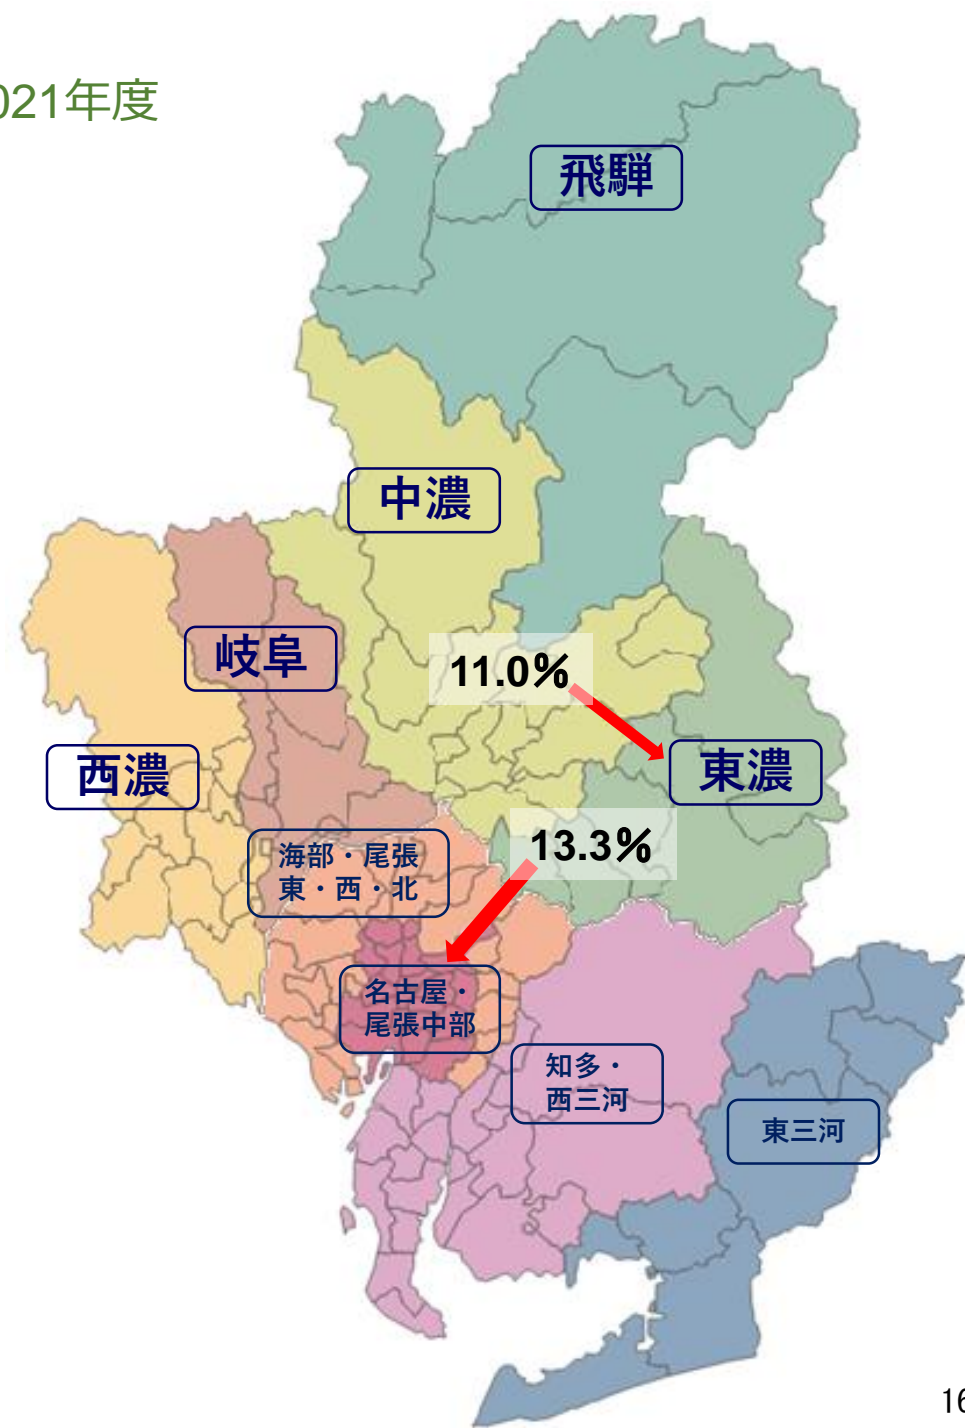 021年度
飛騨
中濃
岐阜
11.0%
西濃
東濃
13.3%
海部・尾張
東・西・北
名古屋・
尾張中部
知多・
西三河
東三河
16